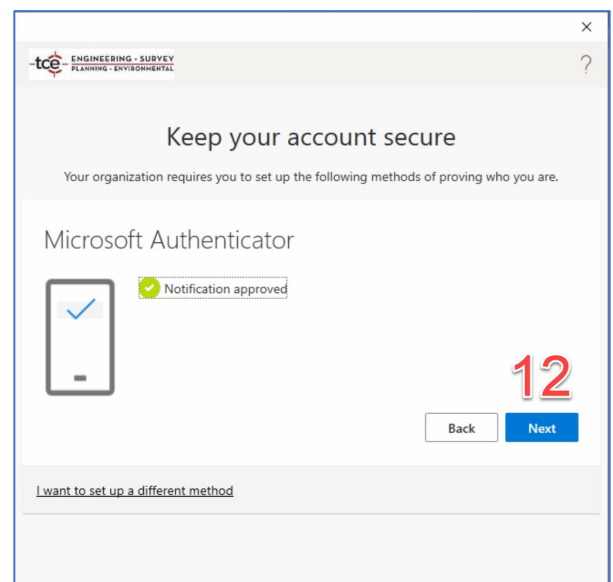 -tce- ENGINEERING · SURVEY
PLANNING · ENVIRONMENTAL
?
Keep your account secure
Your organization requires you to set up the following methods of proving who you are.
Microsoft Authenticator
Notification approved
12
Back Next
I want to set up a different method